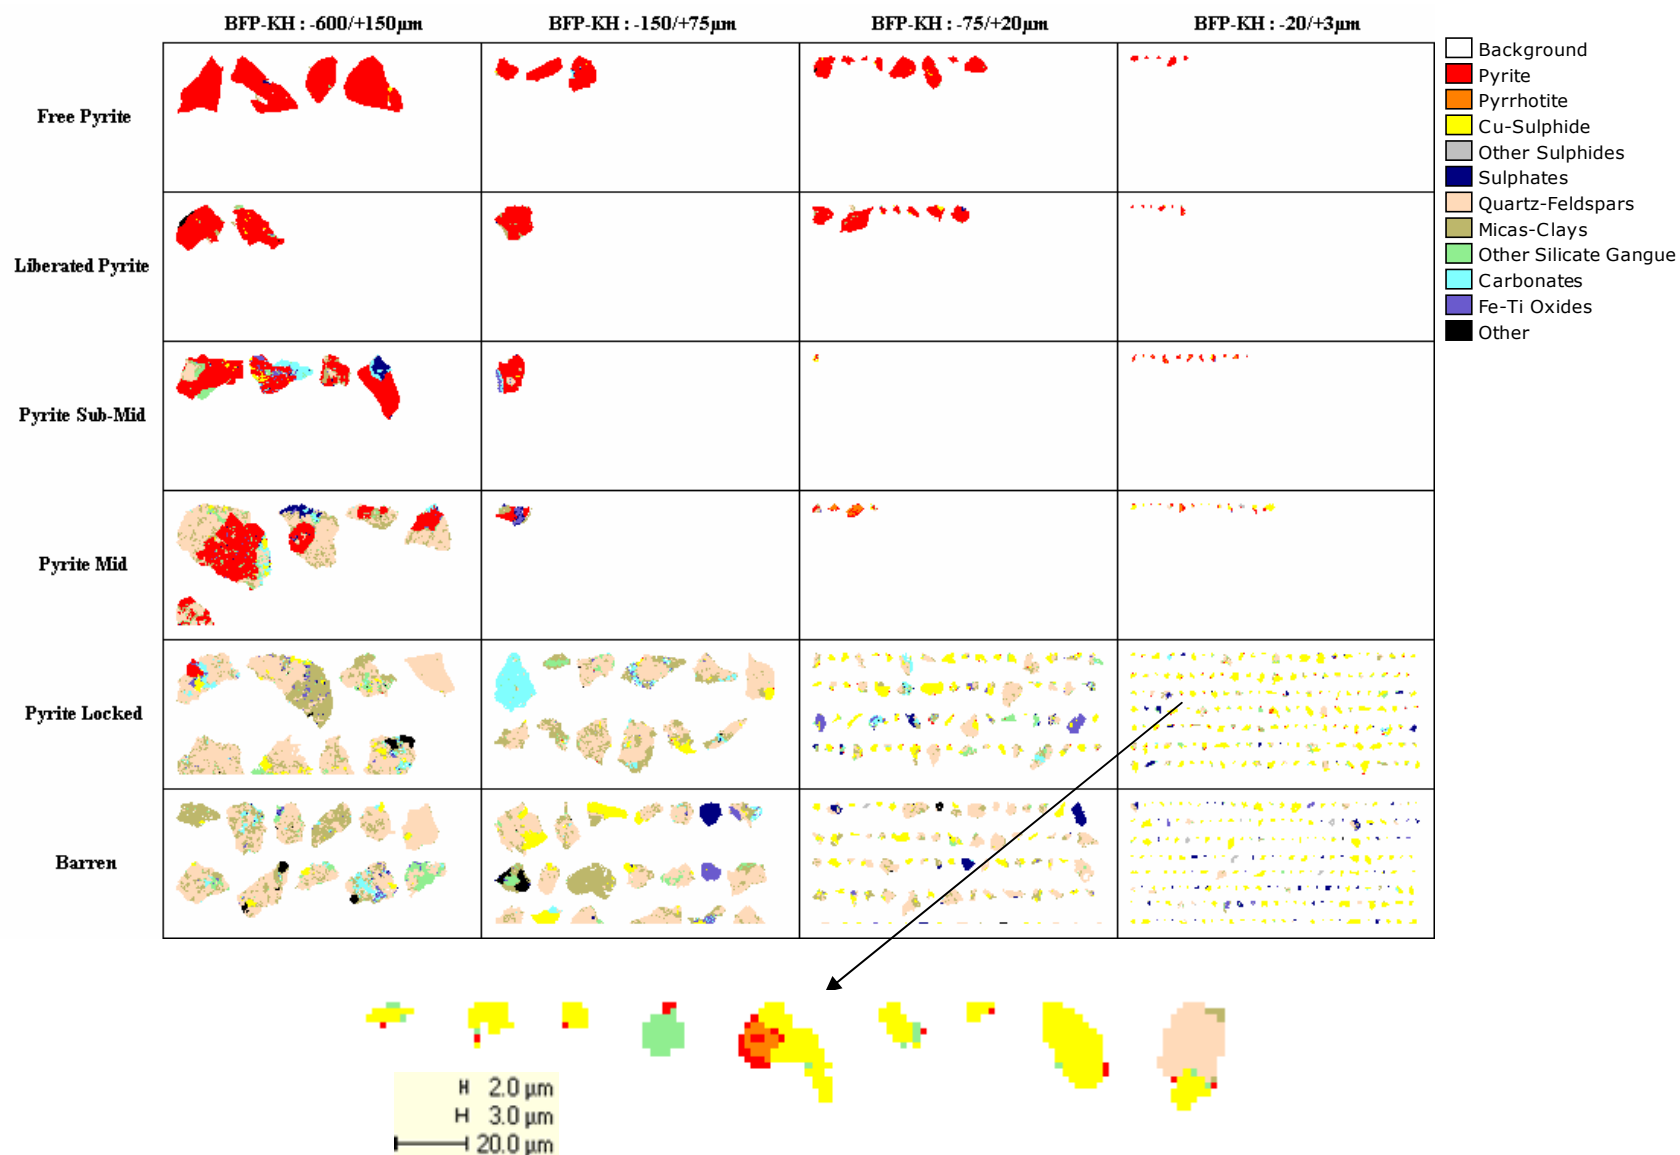 BFP-KH : -600/+150µm
BFP-KH : -150/+75µm
BFP-KH : -75/+20µm
BFP-KH : -20/+3µm
Background
Pyrite
Pyrrhotite
Cu-Sulphide
Other Sulphides
Sulphates
Quartz-Feldspars
Micas-Clays
Other Silicate Gangue
Carbonates
Fe-Ti Oxides
Other
Free Pyrite
Liberated Pyrite
Pyrite Sub-Mid
Pyrite Mid
Pyrite Locked
Barren
2.0 µm
3.0 µm
20.0 µm